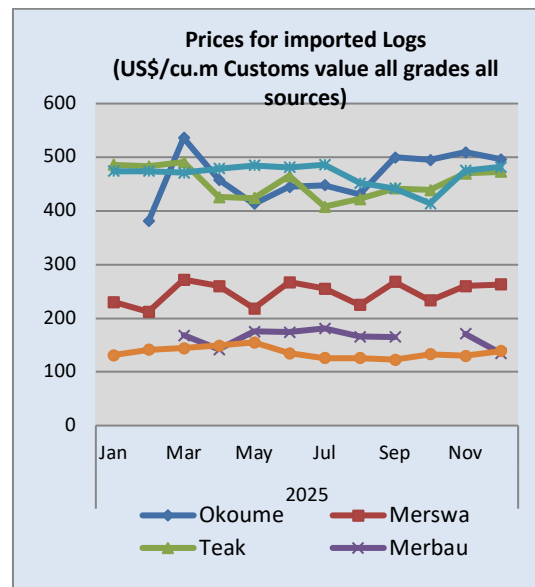 Prices for imported Logs
(US$/cu.m Customs value all grades all
sources)
600
500
400
300
200
100
0
Jan Mar May Jul Sep Nov
2025
Okoume Merswa
Teak Merbau